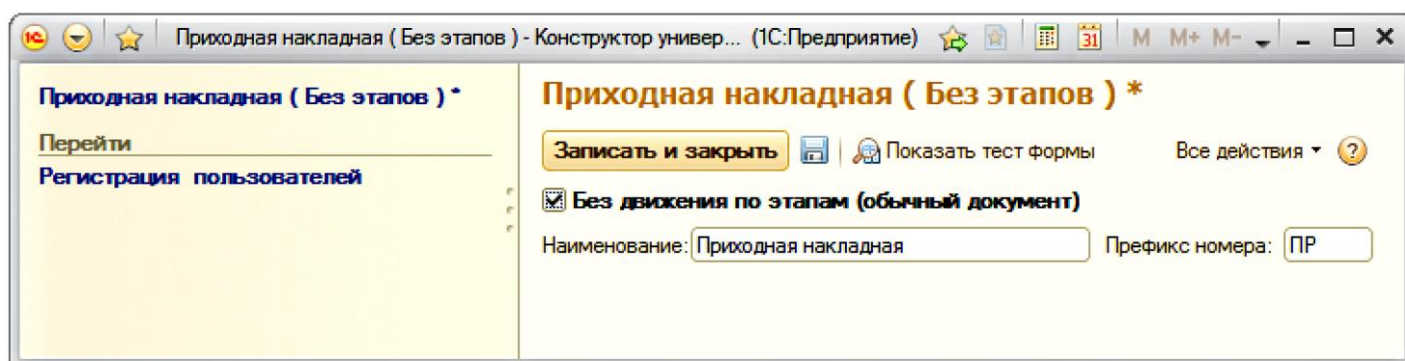 Приходная накладная ( Без этапов ) - Конструктор универ... (1С:Предприятие) 31 M M+ M-
Приходная накладная ( Без этапов ) *
Перейти
Регистрация пользователей
Приходная накладная ( Без этапов ) *
Записать и закрыть Показать тест формы Все действия ?
Без движения по этапам (обычный документ)
Наименование: Приходная накладная Префикс номера: ПР